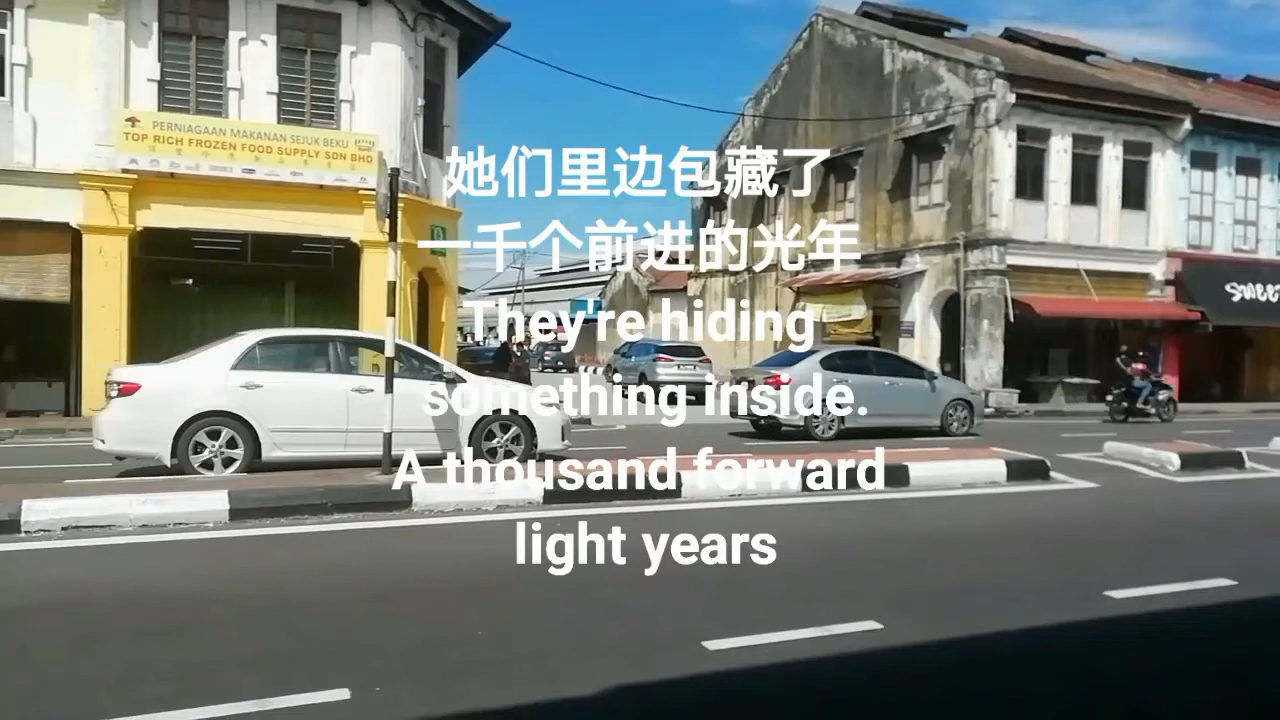 PERNIAGAAN MAKANAN SEJUK BEKU
TOP RICH FROZEN FOOD SUPPLY SDN BHD
她们里边包藏了
一千个前进的光年
They're hiding
something inside.
A thousand forward
light years